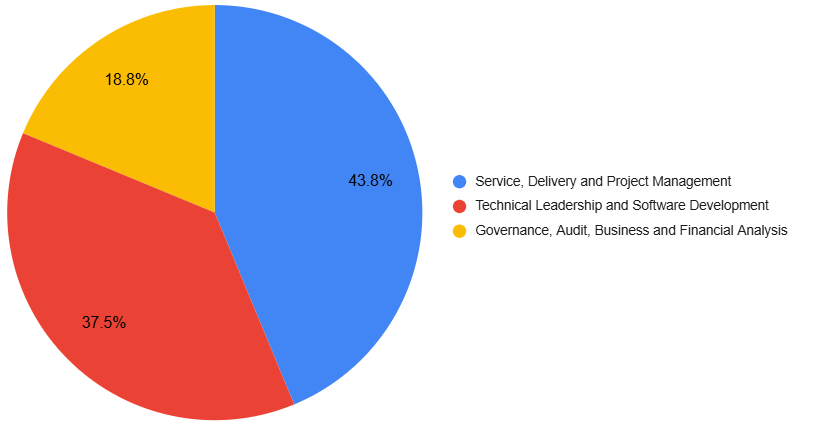 18.8%
43.8%
37.5%
Service, Delivery and Project Management
Technical Leadership and Software Development
Governance, Audit, Business and Financial Analysis